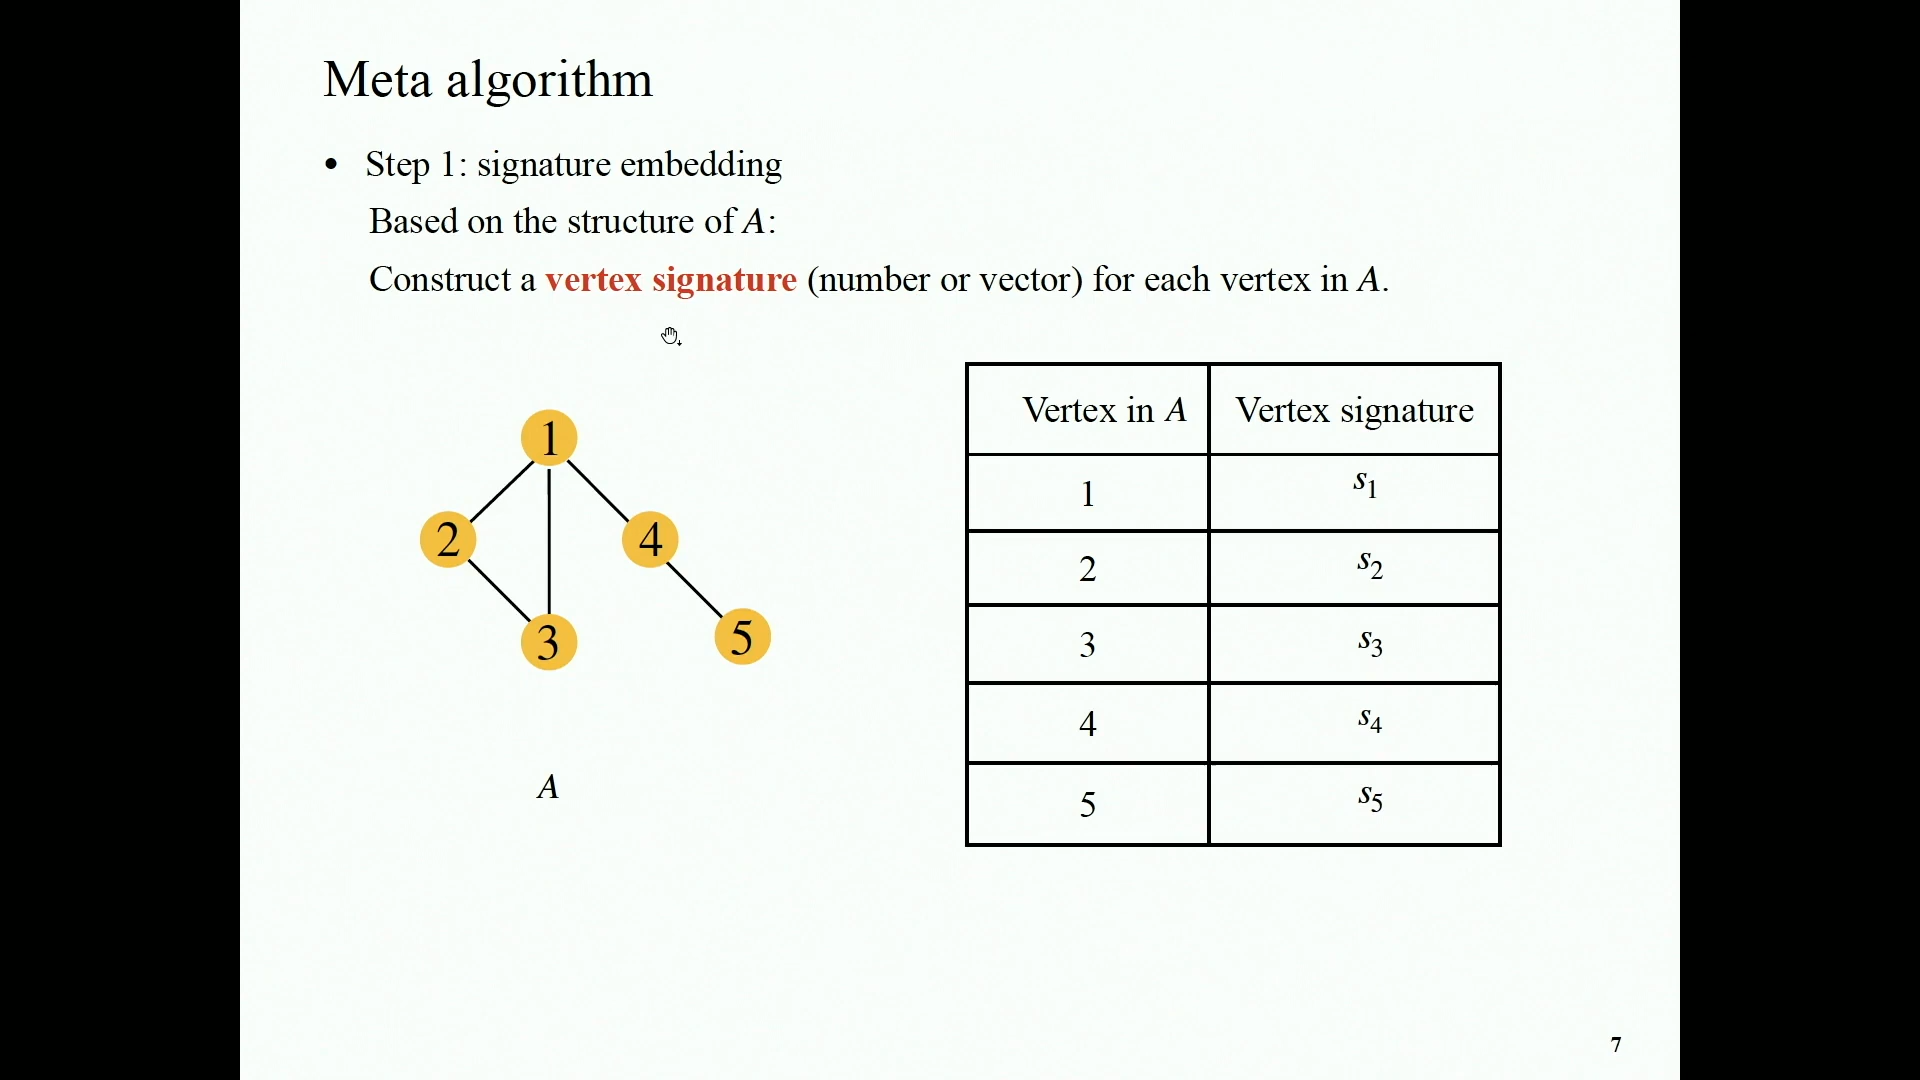 Meta algorithm
• Step 1: signature embedding
Based on the structure of A:
Construct a vertex signature (number or vector) for each vertex in A.
1
2
4
3
5
A
Vertex in A Vertex signature
1 s1
2 s2
3 s3
4 s4
5 s5
7